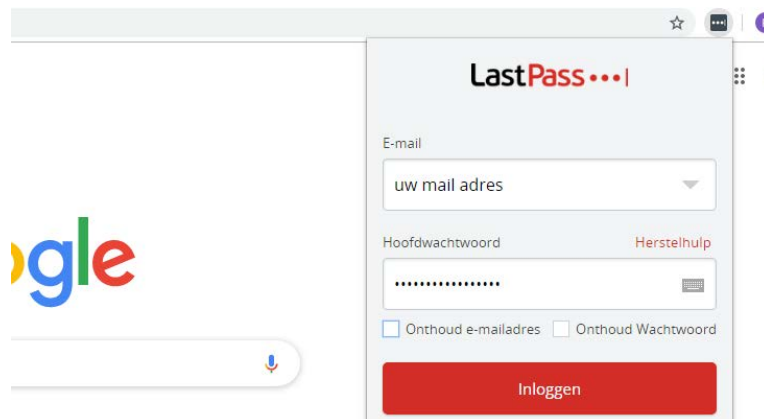 LastPass
E-mail
uw mail adres
Hoofdwachtwoord Herstelhulp
ogle
Onthoud e-mailadres Onthoud Wachtwoord
Inloggen